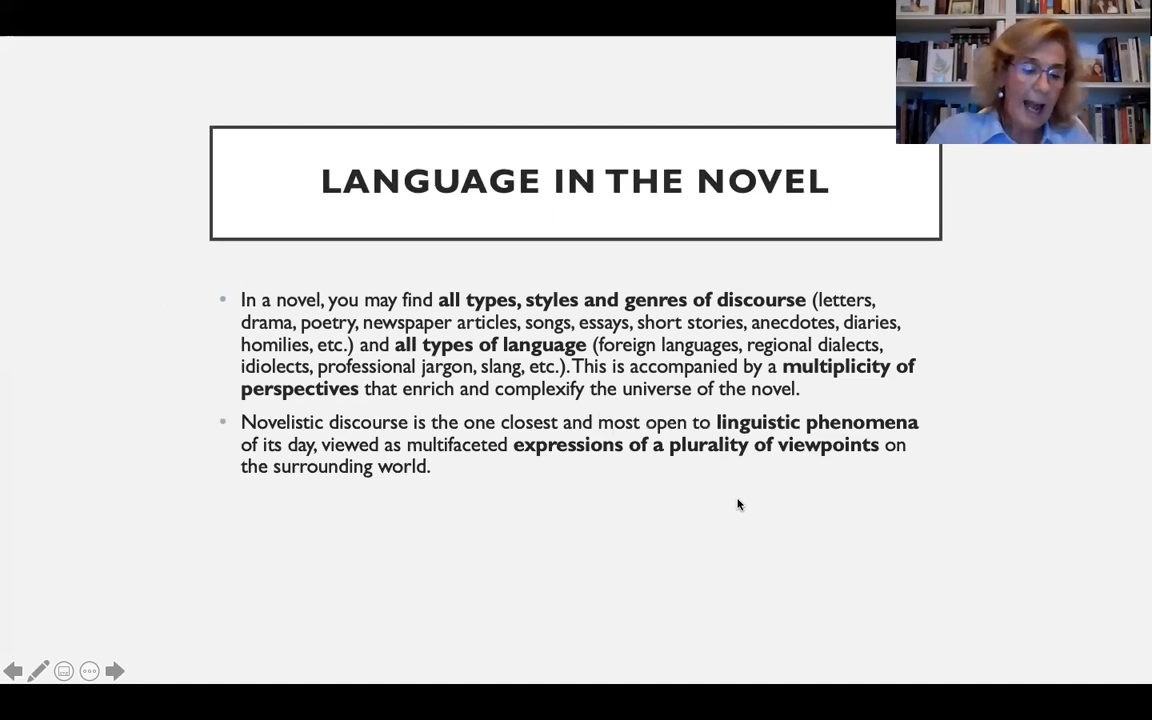 LANGUAGE IN THE NOVEL
In a novel, you may find all types, styles and genres of discourse (letters,
drama, poetry, newspaper articles, songs, essays, short stories, anecdotes, diaries,
homilies, etc.) and all types of language (foreign languages, regional dialects,
idiolects, professional jargon, slang, etc.). This is accompanied by a multiplicity of
perspectives that enrich and complexify the universe of the novel.
Novelistic discourse is the one closest and most open to linguistic phenomena
of its day, viewed as multifaceted expressions of a plurality of viewpoints on
the surrounding world.